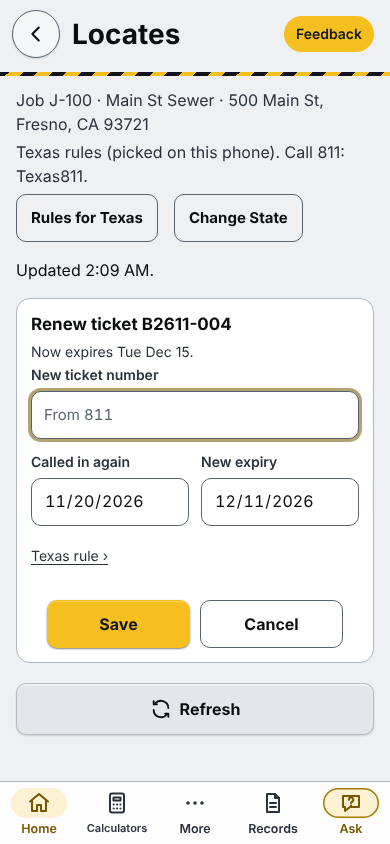 Locates
Feedback
Job J-100 · Main St Sewer · 500 Main St,
Fresno, CA 93721
Texas rules (picked on this phone). Call 811:
Texas811.
Rules for Texas
Change State
Updated 2:09 AM.
Renew ticket B2611-004
Now expires Tue Dec 15.
New ticket number
From 811
Called in again
New expiry
11/20/2026
12/11/2026
Texas rule ›
Save
Cancel
Refresh
Home
Calculators
More
Records
Ask